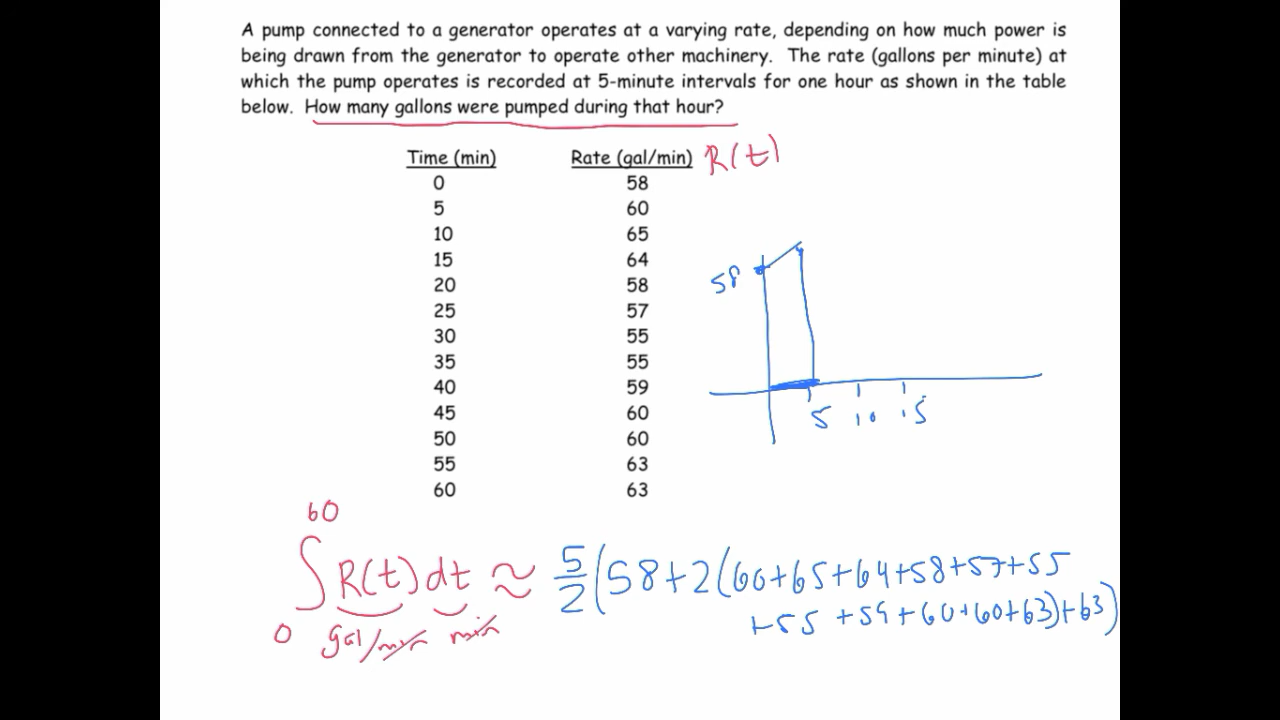 A pump connected to a generator operates at a varying rate, depending on how much power is
being drawn from the generator to operate other machinery. The rate (gallons per minute) at
which the pump operates is recorded at 5-minute intervals for one hour as shown in the table
below. How many gallons were pumped during that hour?
Time (min) Rate (gal/min) R(t)
0 58
5 60
10 65
15 64
20 58
25 57
30 55
35 55
40 59
45 60
50 60
55 63
60 63
58
5 10 15
60
∫ R(t) dt ≈ 5/2 (58+2(60+65+64+58+57+55
+55 +59+60+60+63)+63)
0 gal/min min